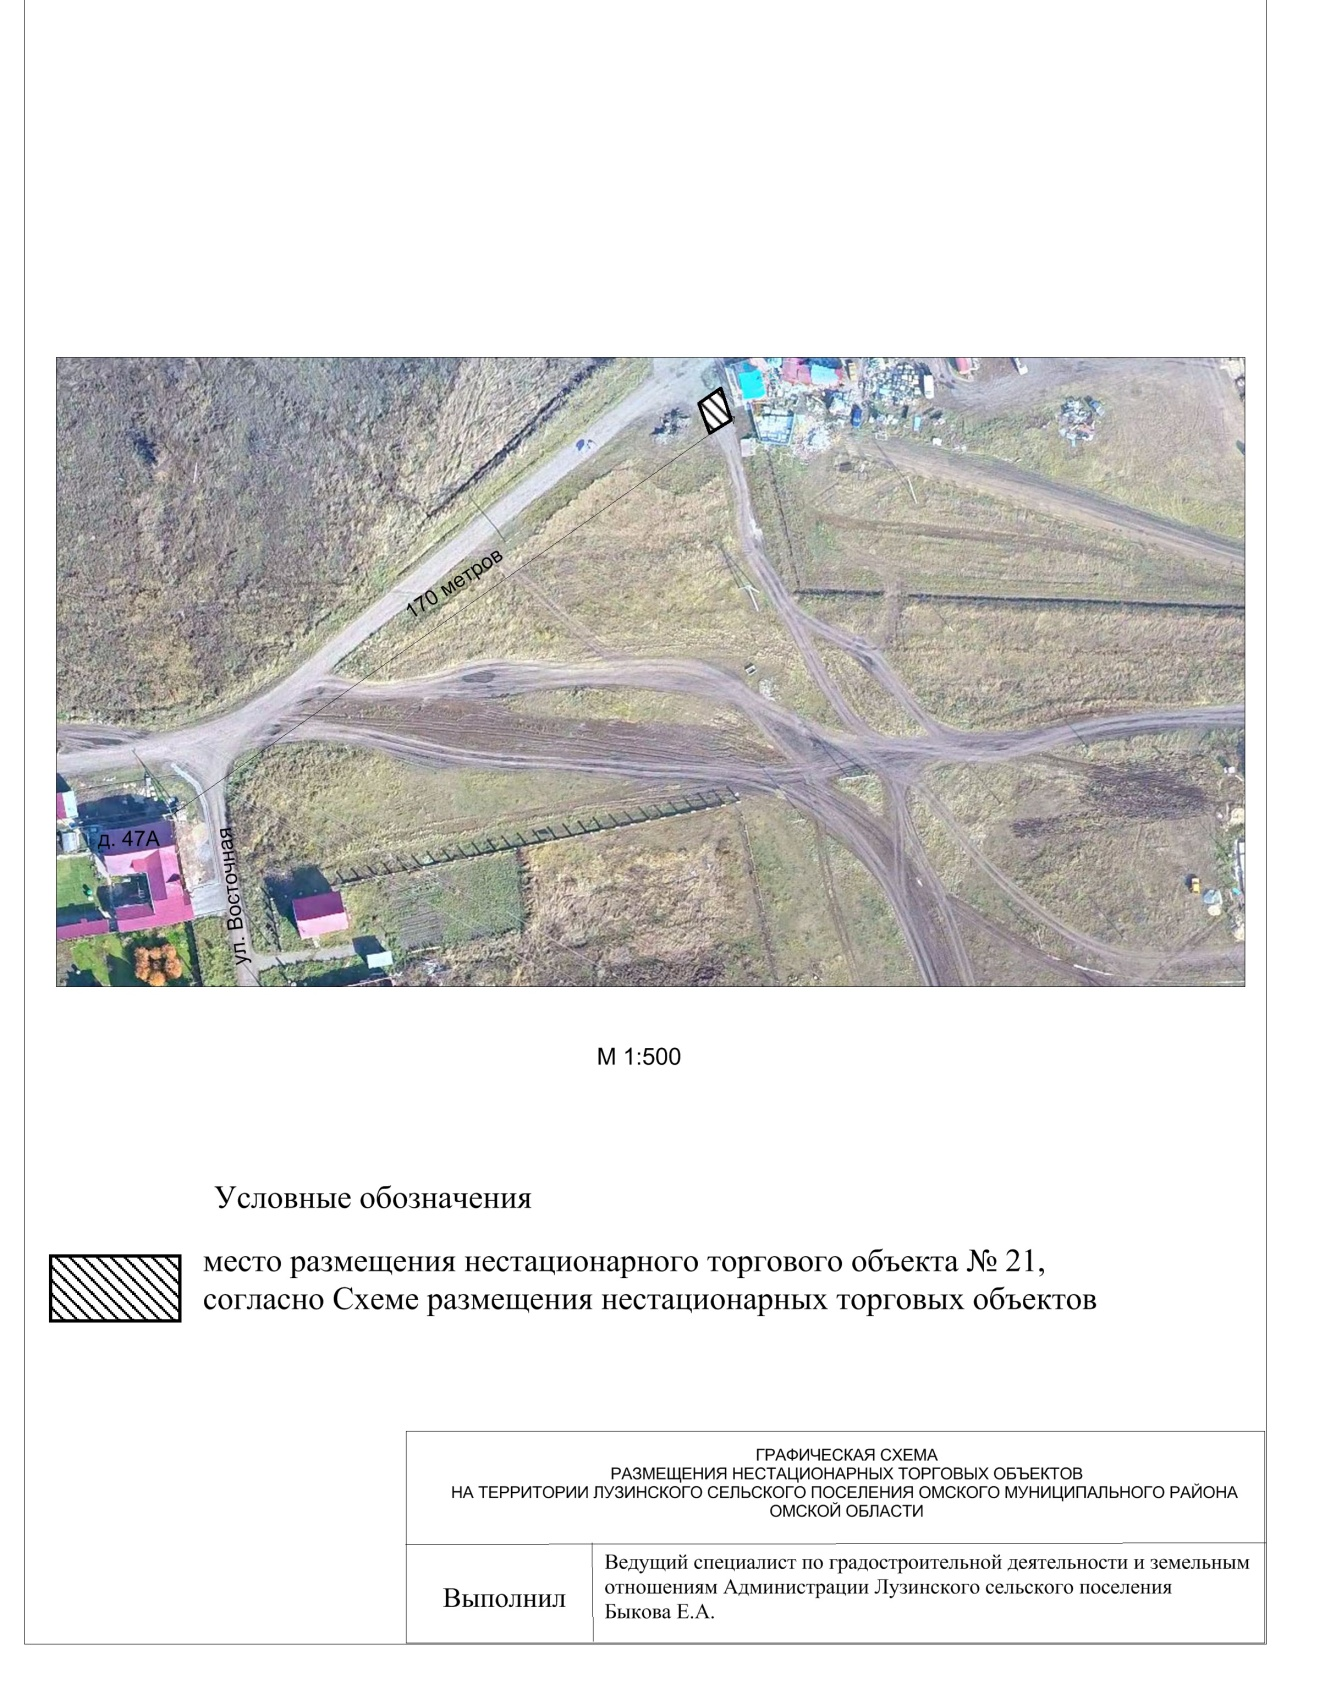 170 метров
д. 47А
ул. Восточная
М 1:500
Условные обозначения
место размещения нестационарного торгового объекта № 21,
согласно Схеме размещения нестационарных торговых объектов
ГРАФИЧЕСКАЯ СХЕМА
РАЗМЕЩЕНИЯ НЕСТАЦИОНАРНЫХ ТОРГОВЫХ ОБЪЕКТОВ
НА ТЕРРИТОРИИ ЛУЗИНСКОГО СЕЛЬСКОГО ПОСЕЛЕНИЯ ОМСКОГО МУНИЦИПАЛЬНОГО РАЙОНА
ОМСКОЙ ОБЛАСТИ
Выполнил
Ведущий специалист по градостроительной деятельности и земельным
отношениям Администрации Лузинского сельского поселения
Быкова Е.А.